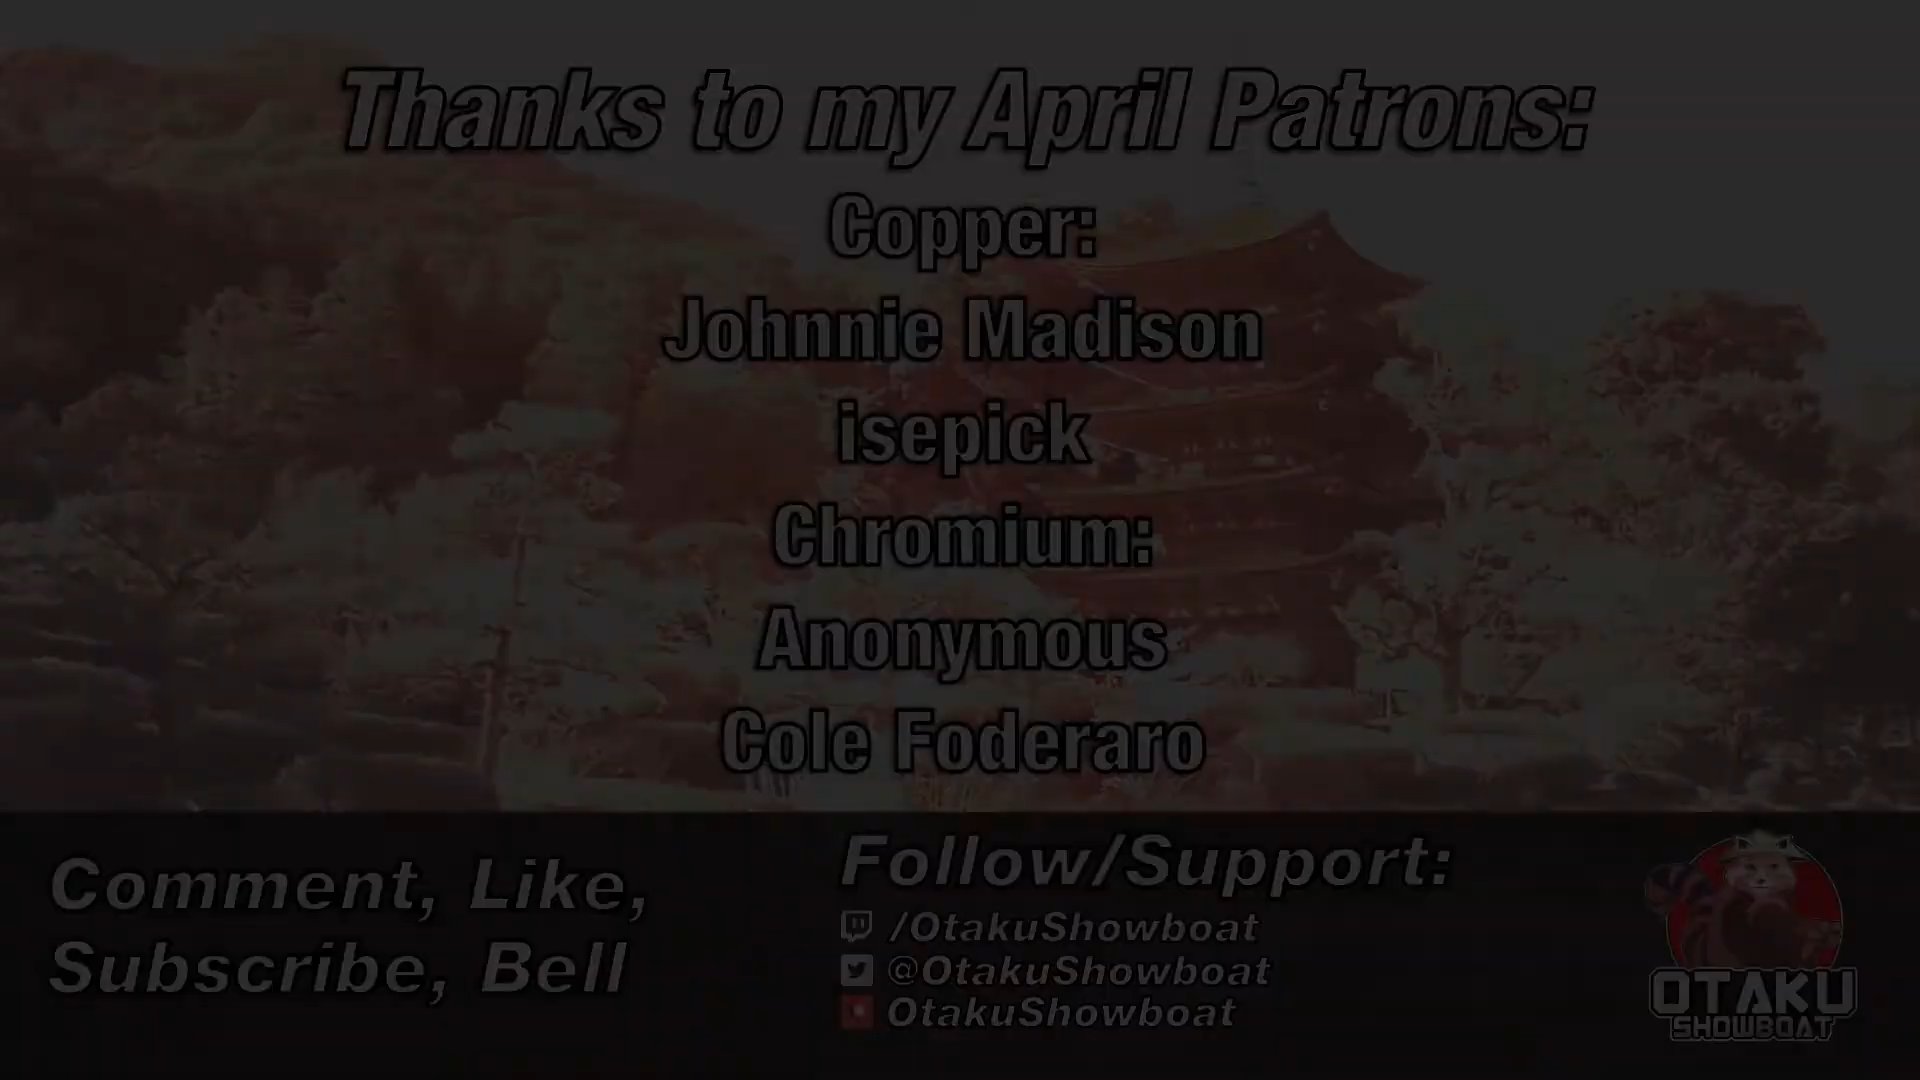 Thanks to my April Patrons:
Copper:
Johnnie Madison
isepick
Chromium:
Anonymous
Cole Foderaro
Comment, Like,
Subscribe, Bell
Follow/Support:
/OtakuShowboat
@OtakuShowboat
OtakuShowboat
OTAKU
SHOWBOAT